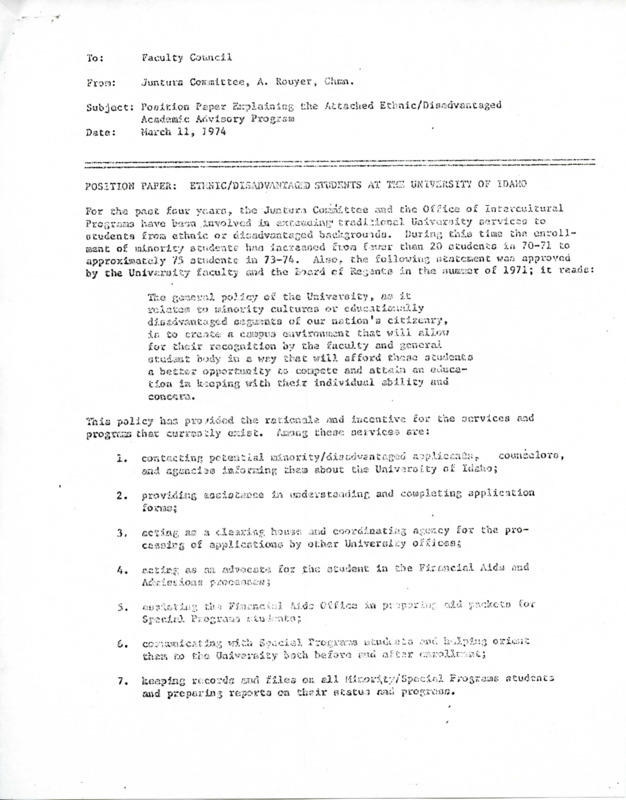 To: Faculty Council
From: Juntura Committee, A. Rouyer, Chmn.
Subject: Position Paper Explaining the Attached Ethnic/Disadvantaged
Academic Advisory Program
Date: March 11, 1974
POSITION PAPER: ETHNIC/DISADVANTAGED STUDENTS AT THE UNIVERSITY OF IDAHO
For the past four years, the Juntura Committee and the Office of Intercultural
Programs have been involved in extending traditional University services to
students from ethnic or disadvantaged backgrounds. During this time the enroll-
ment of minority students has increased from fewer than 20 students in 70-71 to
approximately 75 students in 73-74. Also, the following statement was approved
by the University faculty and the Board of Regents in the summer of 1971; it reads:
The general policy of the University, as it
relates to minority cultures or educationally
disadvantaged segments of our nation's citizenry,
is to create a campus environment that will allow
for their recognition by the faculty and general
student body in a way that will afford these students
a better opportunity to compete and attain an educa-
tion in keeping with their individual ability and
concern.
This policy has provided the rationale and incentive for the services and
programs that currently exist. Among these services are:
1. contacting potential minority/disadvantaged applicants, counselors,
and agencies informing them about the University of Idaho;
2. providing assistance in understanding and completing application
forms;
3. acting as a clearing house and coordinating agency for the pro-
cessing of applications by other University offices;
4. acting as an advocate for the student in the Financial Aids and
Admissions processes;
5. assisting the Financial Aids Office in preparing aid packets for
Special Programs students;
6. communicating with Special Programs students and helping orient
them to the University both before and after enrollment;
7. keeping records and files on all Minority/Special Programs students
and preparing reports on their status and progress.